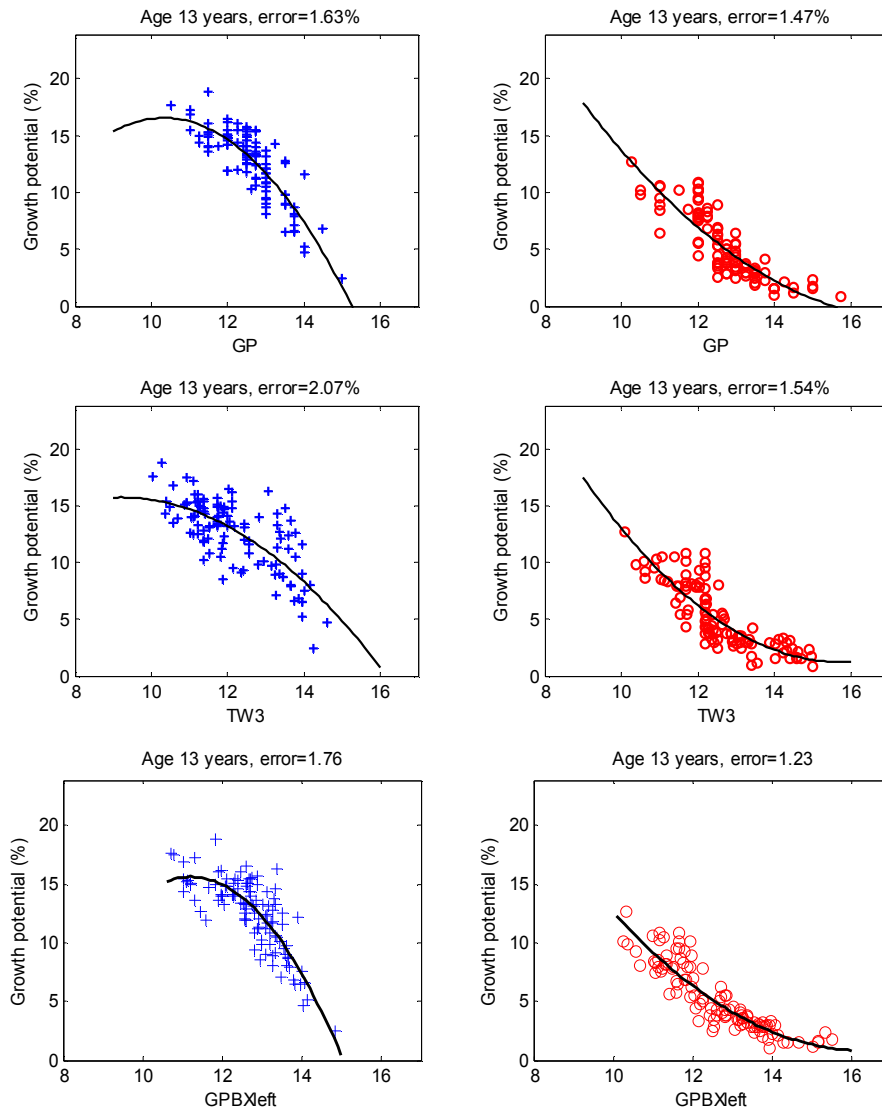 Age 13 years, error=1.63%
Growth potential (%)
20
15
10
5
0
8 10 12 14 16
GP
Age 13 years, error=1.47%
Growth potential (%)
20
15
10
5
0
8 10 12 14 16
GP
Age 13 years, error=2.07%
Growth potential (%)
20
15
10
5
0
8 10 12 14 16
TW3
Age 13 years, error=1.54%
Growth potential (%)
20
15
10
5
0
8 10 12 14 16
TW3
Age 13 years, error=1.76
Growth potential (%)
20
15
10
5
0
8 10 12 14 16
GPBXleft
Age 13 years, error=1.23
Growth potential (%)
20
15
10
5
0
8 10 12 14 16
GPBXleft